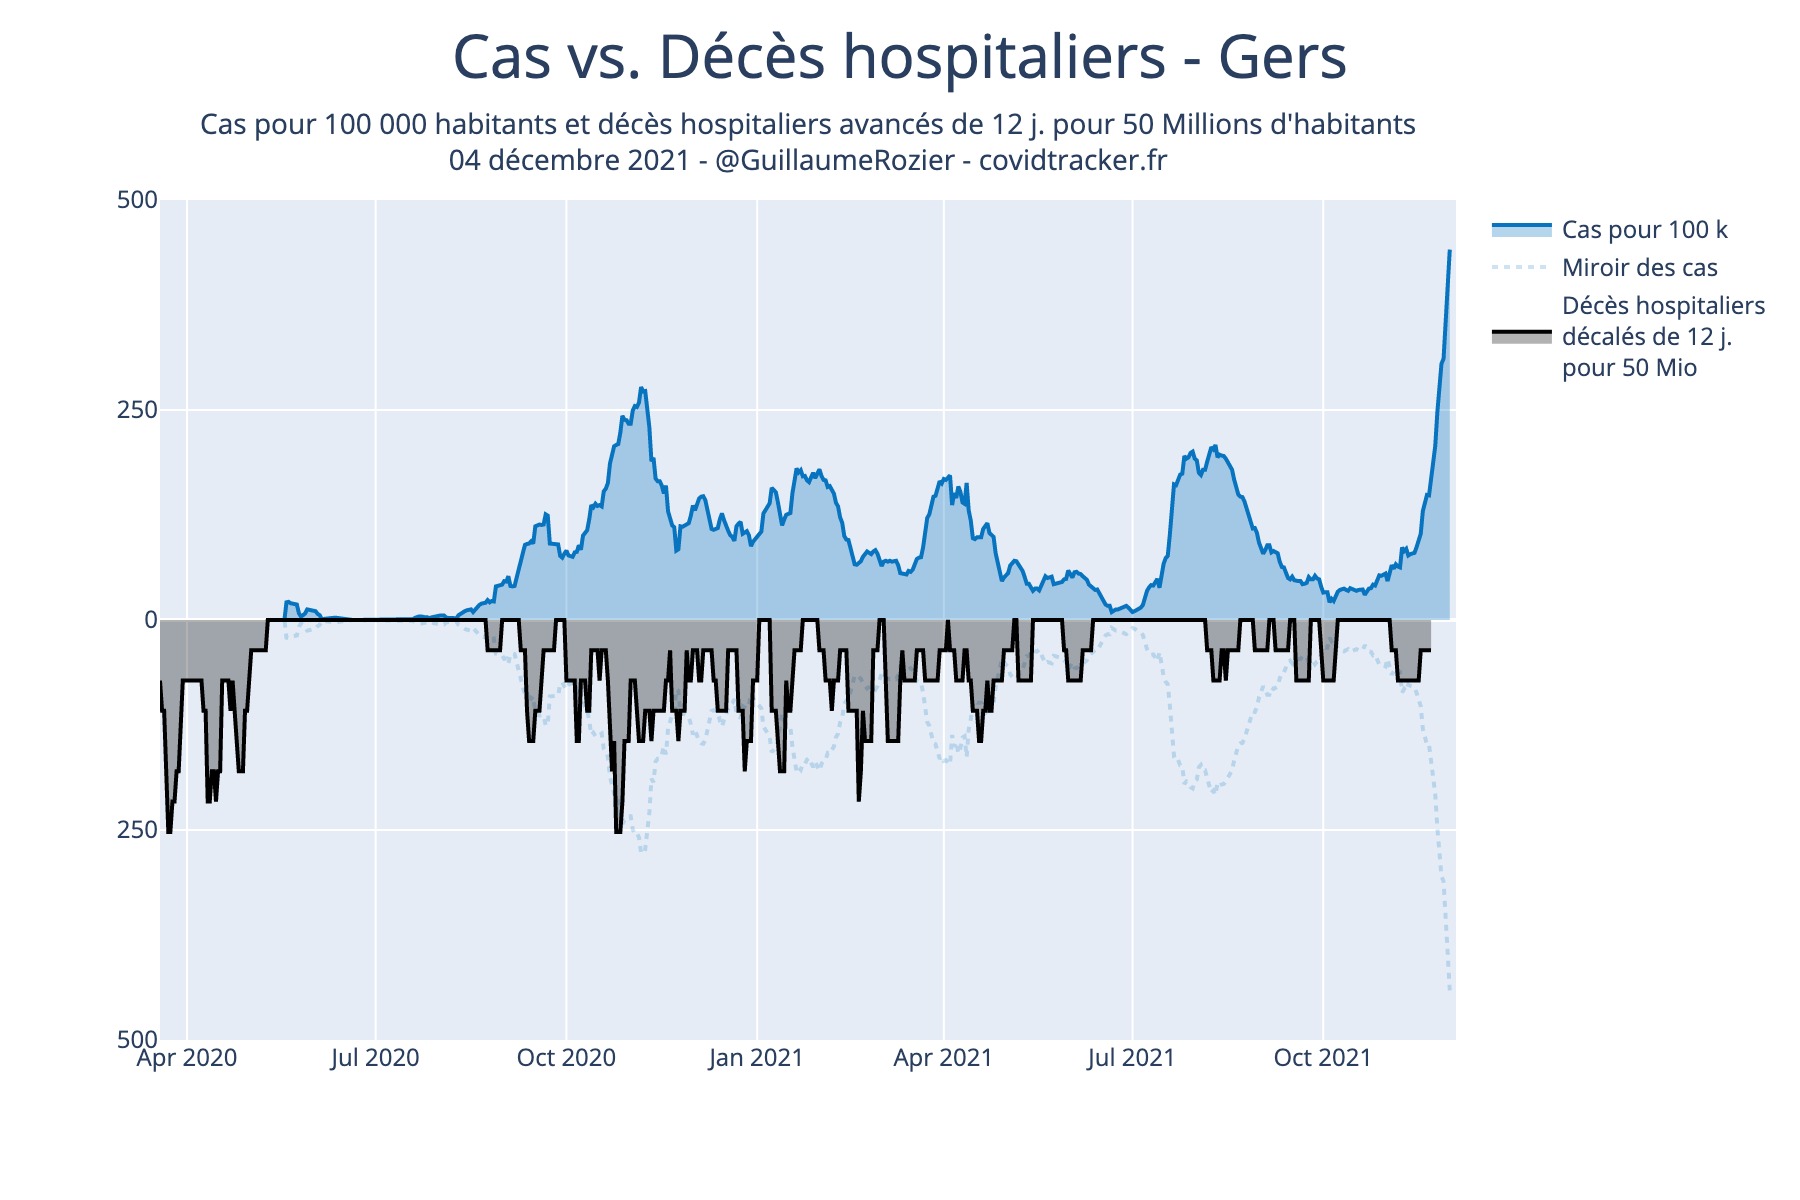 Cas vs. Décès hospitaliers - Gers
Cas pour 100 000 habitants et décès hospitaliers avancés de 12 j. pour 50 Millions d'habitants
04 décembre 2021 - @GuillaumeRozier - covidtracker.fr
500
250
0
250
500
Apr 2020
Jul 2020
Oct 2020
Jan 2021
Apr 2021
Jul 2021
Oct 2021
Cas pour 100 k
Miroir des cas
Décès hospitaliers
décalés de 12 j.
pour 50 Mio